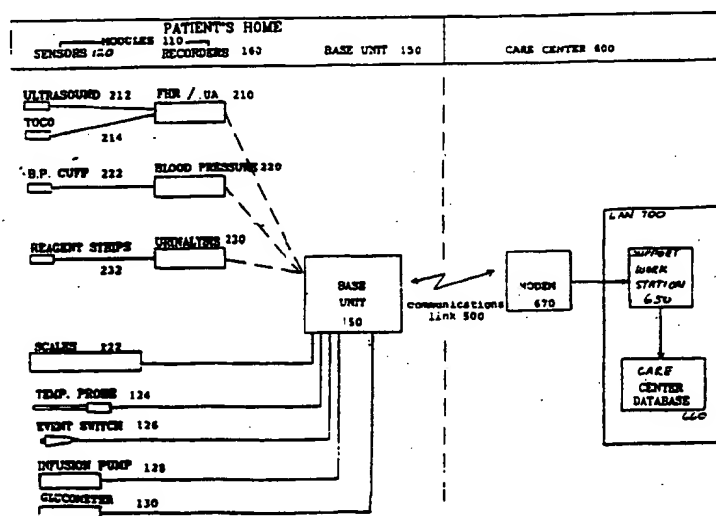 PATIENT'S HOME
MODULES 110
SENSORS 120 RECORDERS 160 BASE UNIT 150 CARE CENTER 600
ULTRASOUND 212 FHR / UA 210
TOCO
214
B.P. CUFF 222 BLOOD PRESSURE 220
REAGENT STRIPS URINALYSIS 230
232
LAN 700
SUPPORT
WORK
STATION
650
BASE
UNIT
150
communications
link 500
MODEM
670
SCALES 222
CARE
CENTER
DATABASE
660
TEMP. PROBE 124
EVENT SWITCH 126
INFUSION PUMP 128
GLUCOMETER 130